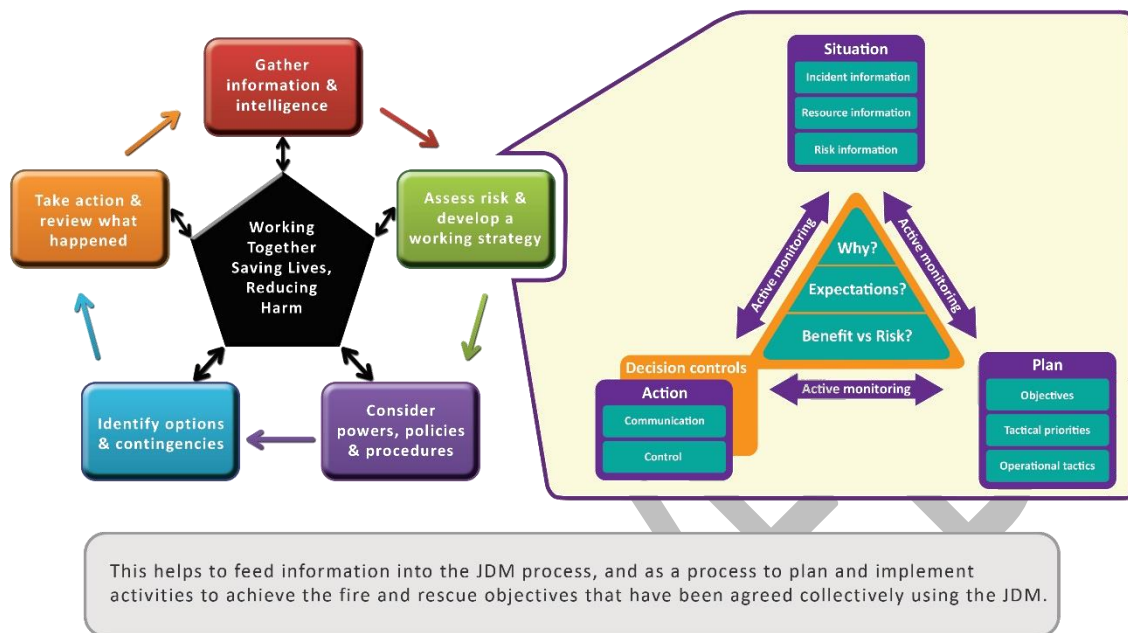 Gather
information &
intelligence
Assess risk &
develop a
working strategy
Consider
powers, policies
& procedures
Identify options
& contingencies
Take action &
review what
happened
Working
Together
Saving Lives,
Reducing
Harm
Situation
Incident information
Resource information
Risk information
Active monitoring
Active monitoring
Why?
Expectations?
Benefit vs Risk?
Decision controls
Action
Communication
Control
Active monitoring
Plan
Objectives
Tactical priorities
Operational tactics
This helps to feed information into the JDM process, and as a process to plan and implement
activities to achieve the fire and rescue objectives that have been agreed collectively using the JDM.